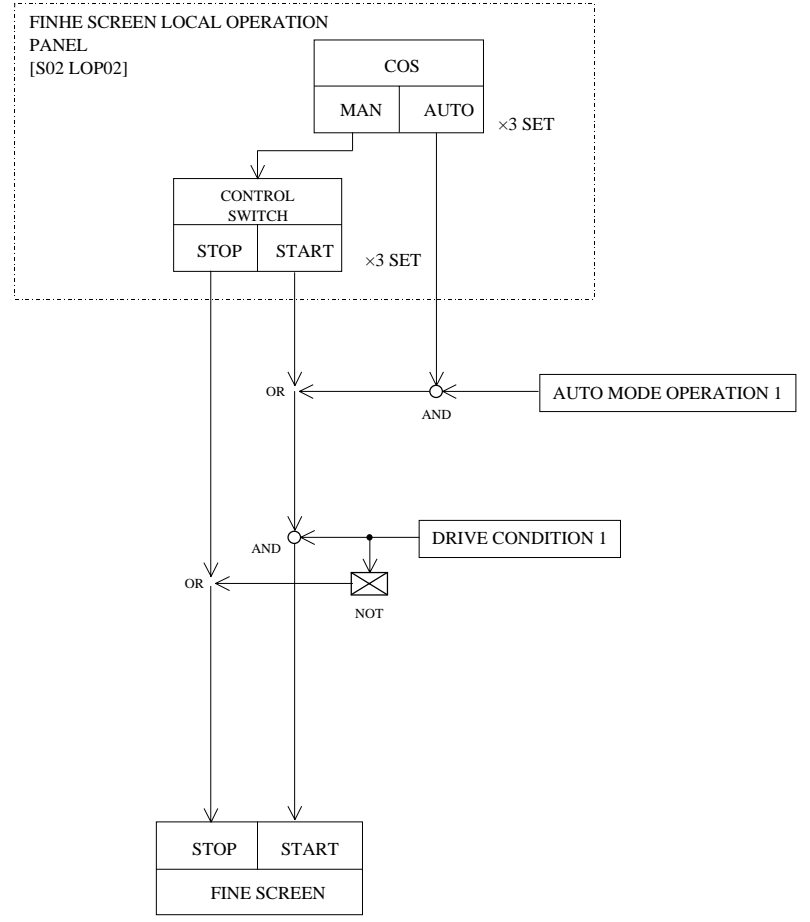 FINHE SCREEN LOCAL OPERATION
PANEL
[S02 LOP02]
COS
MAN
AUTO
×3 SET
CONTROL
SWITCH
STOP
START
×3 SET
OR
AND
AUTO MODE OPERATION 1
AND
DRIVE CONDITION 1
OR
NOT
STOP
START
FINE SCREEN